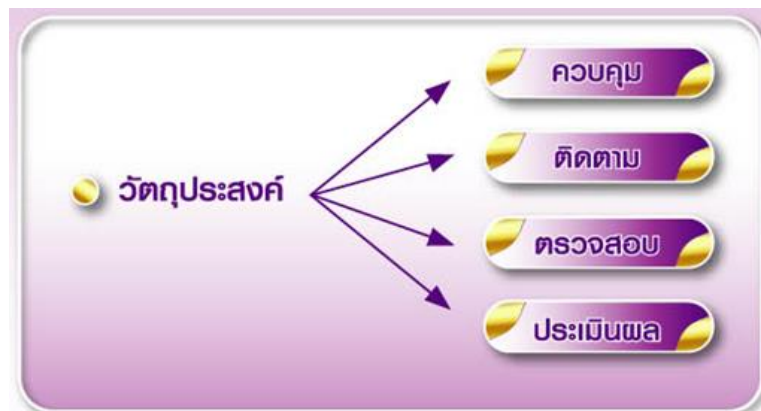 วัตถุประสงค์
ควบคุม
ติดตาม
ตรวจสอบ
ประเมินผล